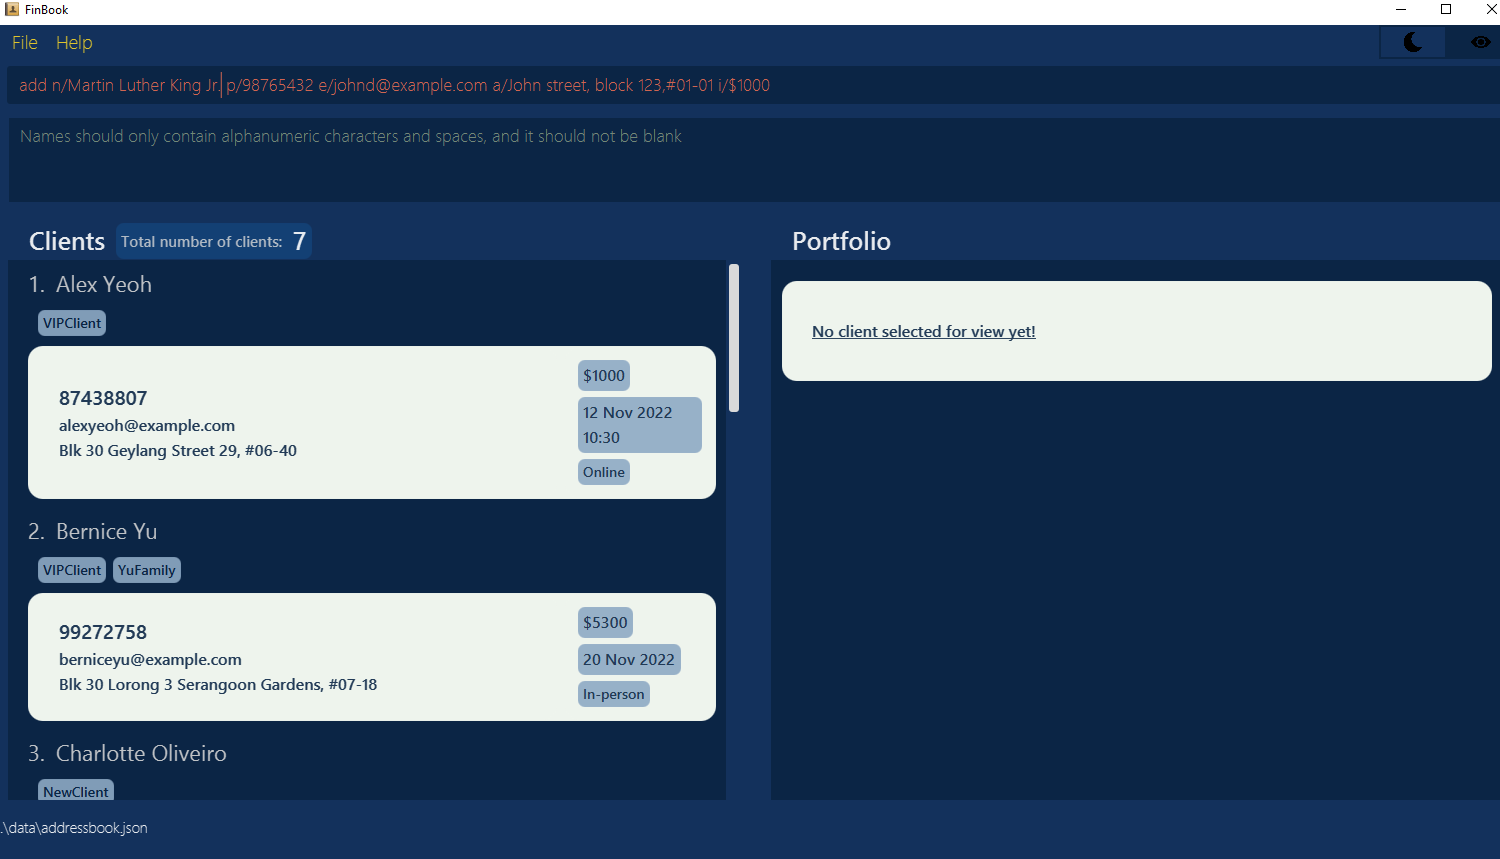 FinBook
File Help
add n/Martin Luther King Jr. p/98765432 e/johnd@example.com a/John street, block 123,#01-01 i/$1000
Names should only contain alphanumeric characters and spaces, and it should not be blank
Clients Total number of clients: 7
1. Alex Yeoh
VIPClient
87438807
alexyeoh@example.com
Blk 30 Geylang Street 29, #06-40
$1000
12 Nov 2022
10:30
Online
2. Bernice Yu
VIPClient YuFamily
99272758
berniceyu@example.com
Blk 30 Lorong 3 Serangoon Gardens, #07-18
$5300
20 Nov 2022
In-person
3. Charlotte Oliveiro
NewClient
Portfolio
No client selected for view yet!
.\data\addressbook.json